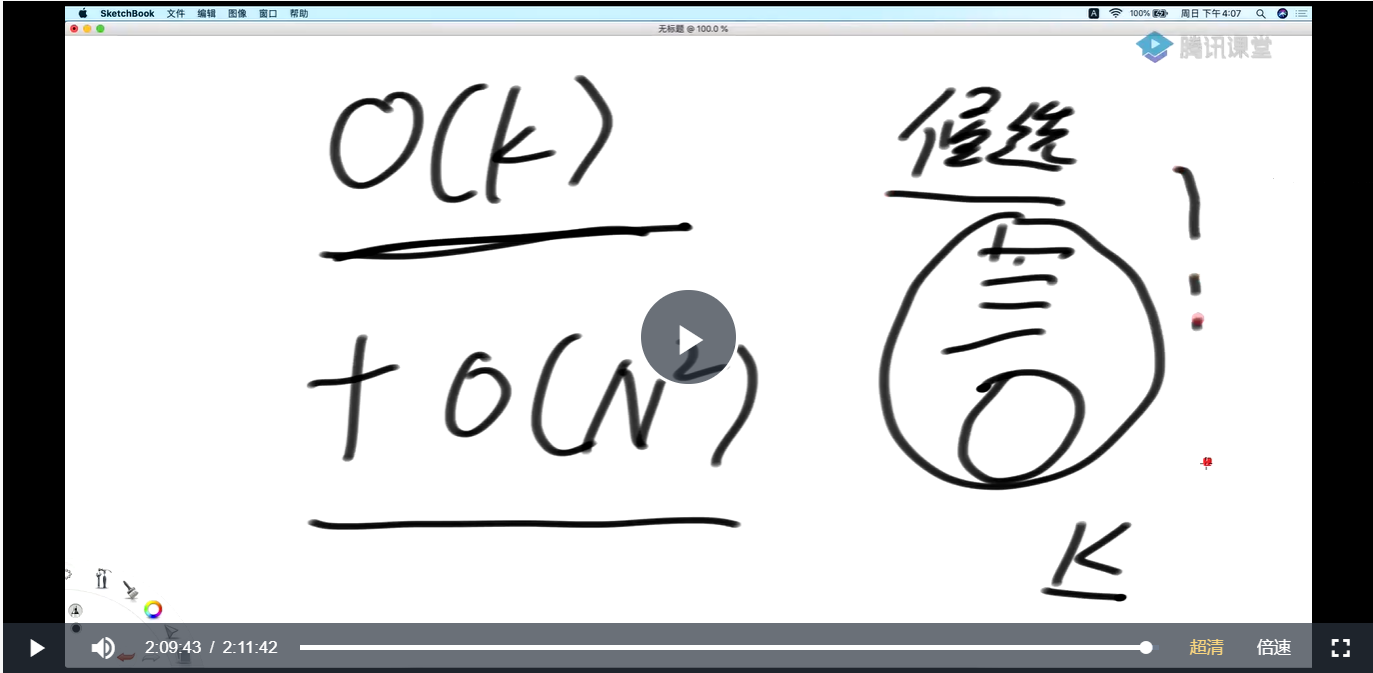 SketchBook 文件 编辑 图像 窗口 帮助 A 100% 周日 下午4:07
无标题 @ 100.0 %
腾讯课堂
O(k)
候选
+ O(N²)
K
2:09:43 / 2:11:42 超清 倍速